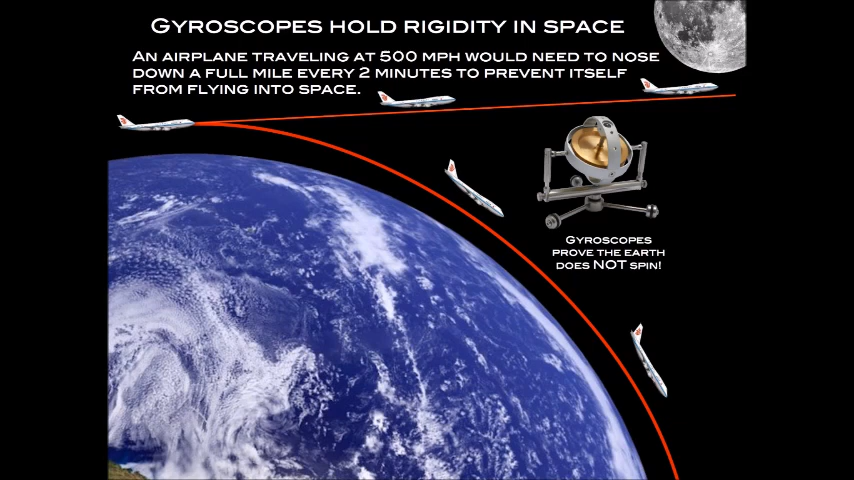 Gyroscopes hold rigidity in space
An airplane traveling at 500 mph would need to nose
down a full mile every 2 minutes to prevent itself
from flying into space.
Gyroscopes
prove the earth
does NOT spin!